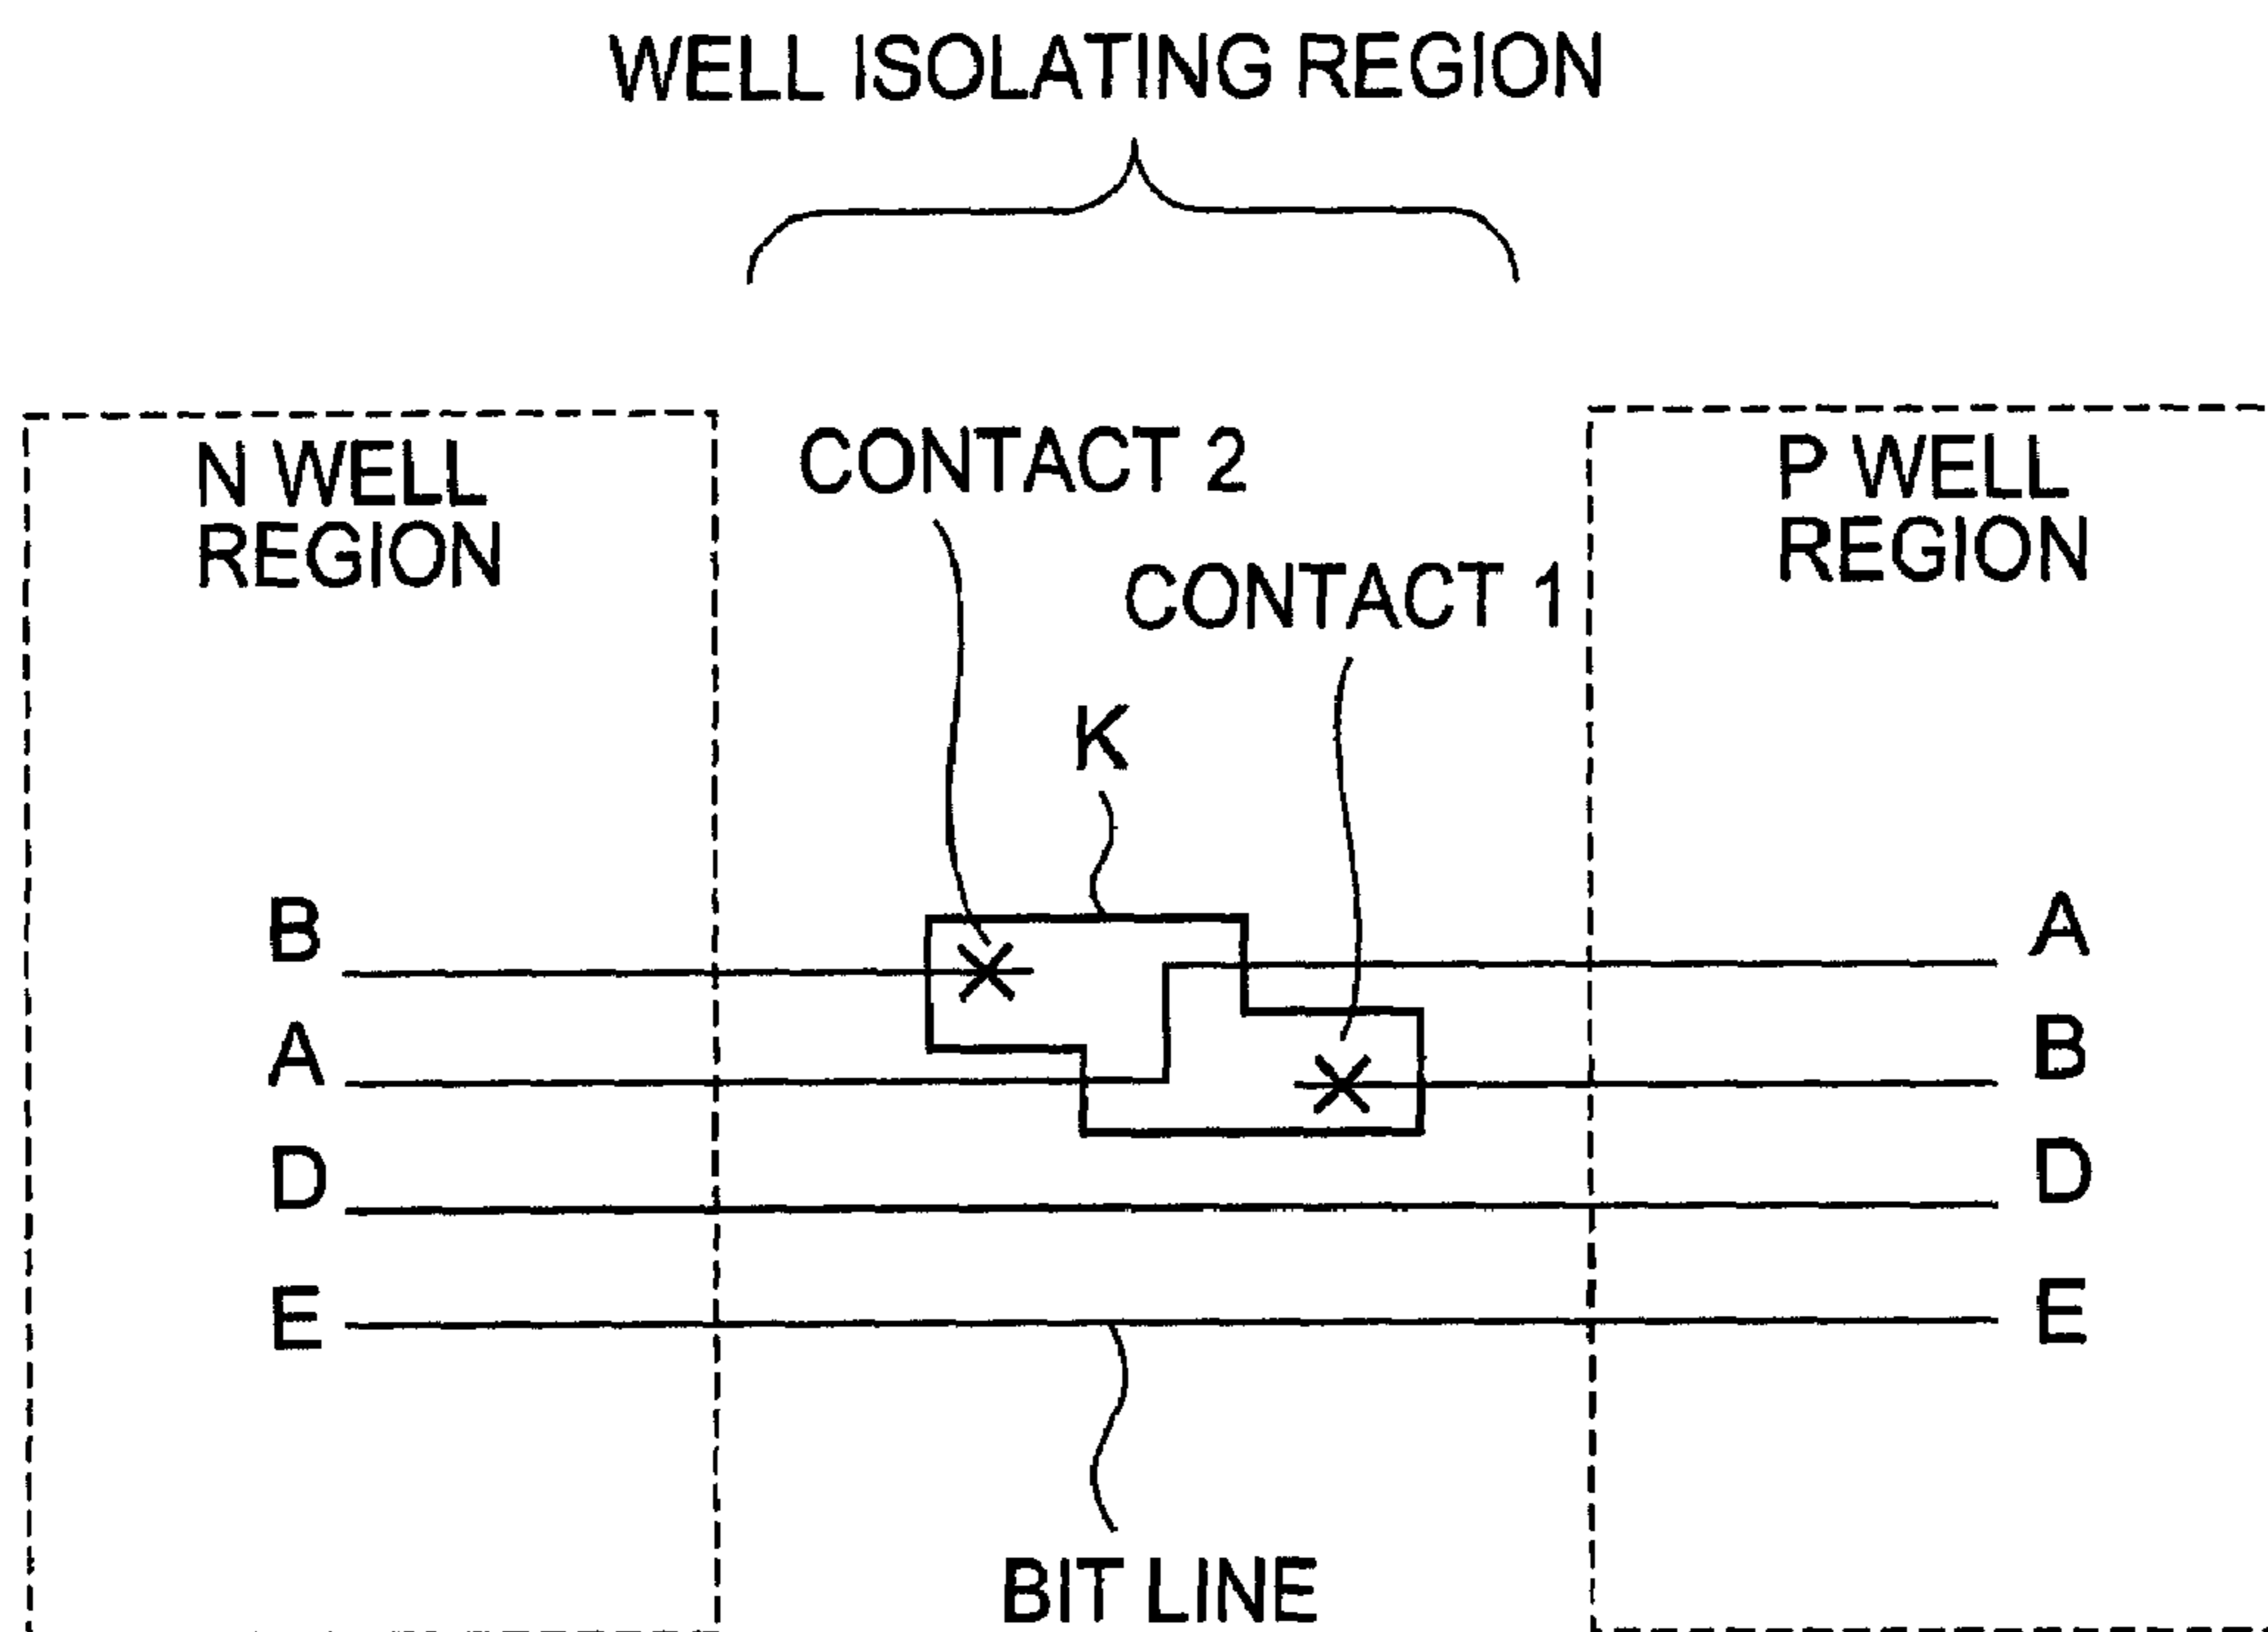 WELL ISOLATING REGION
N WELL
REGION
CONTACT 2
CONTACT 1
P WELL
REGION
K
B
A
A
B
D
D
E
E
BIT LINE